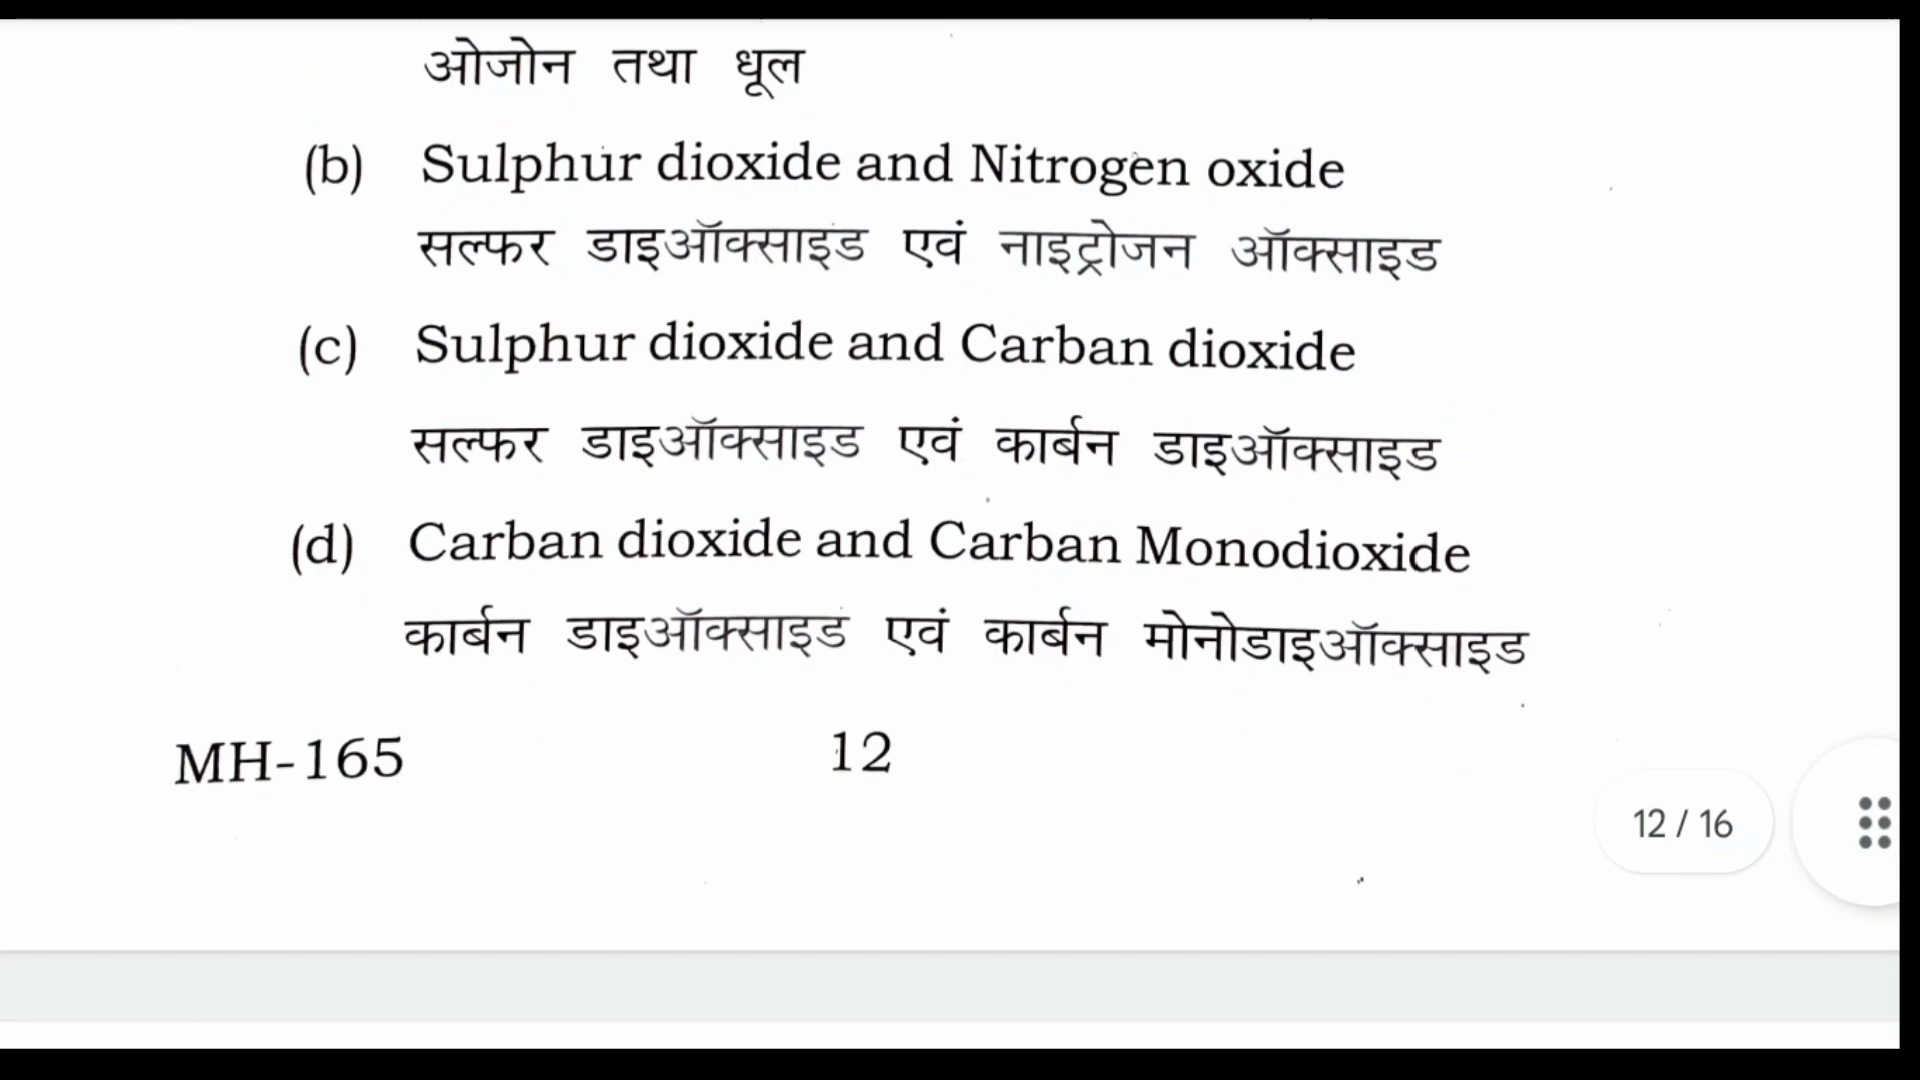 ओजोन तथा धूल
(b) Sulphur dioxide and Nitrogen oxide
सल्फर डाइऑक्साइड एवं नाइट्रोजन ऑक्साइड
(c) Sulphur dioxide and Carban dioxide
सल्फर डाइऑक्साइड एवं कार्बन डाइऑक्साइड
(d) Carban dioxide and Carban Monodioxide
कार्बन डाइऑक्साइड एवं कार्बन मोनोडाइऑक्साइड
MH-165 12
12 / 16